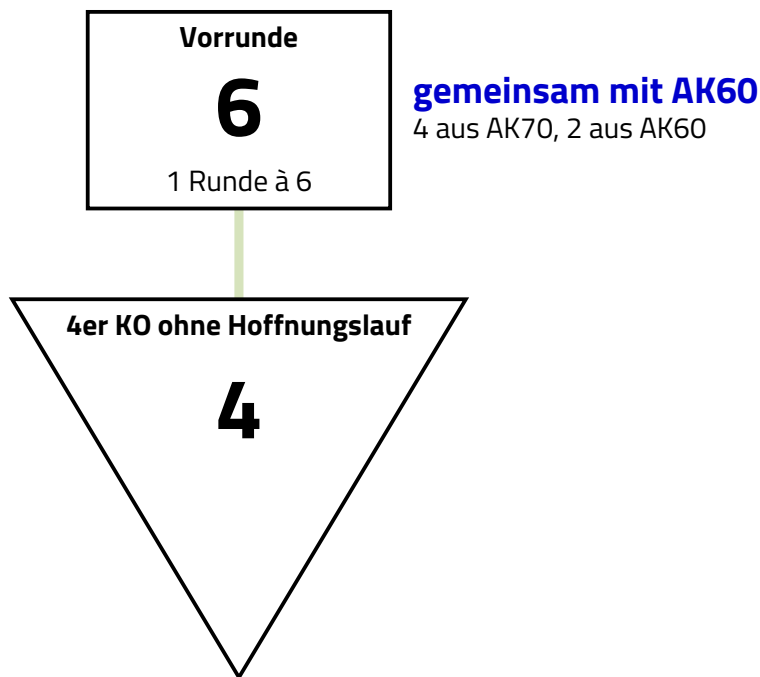 Vorrunde
6
1 Runde à 6
gemeinsam mit AK60
4 aus AK70, 2 aus AK60
4er KO ohne Hoffnungslauf
4